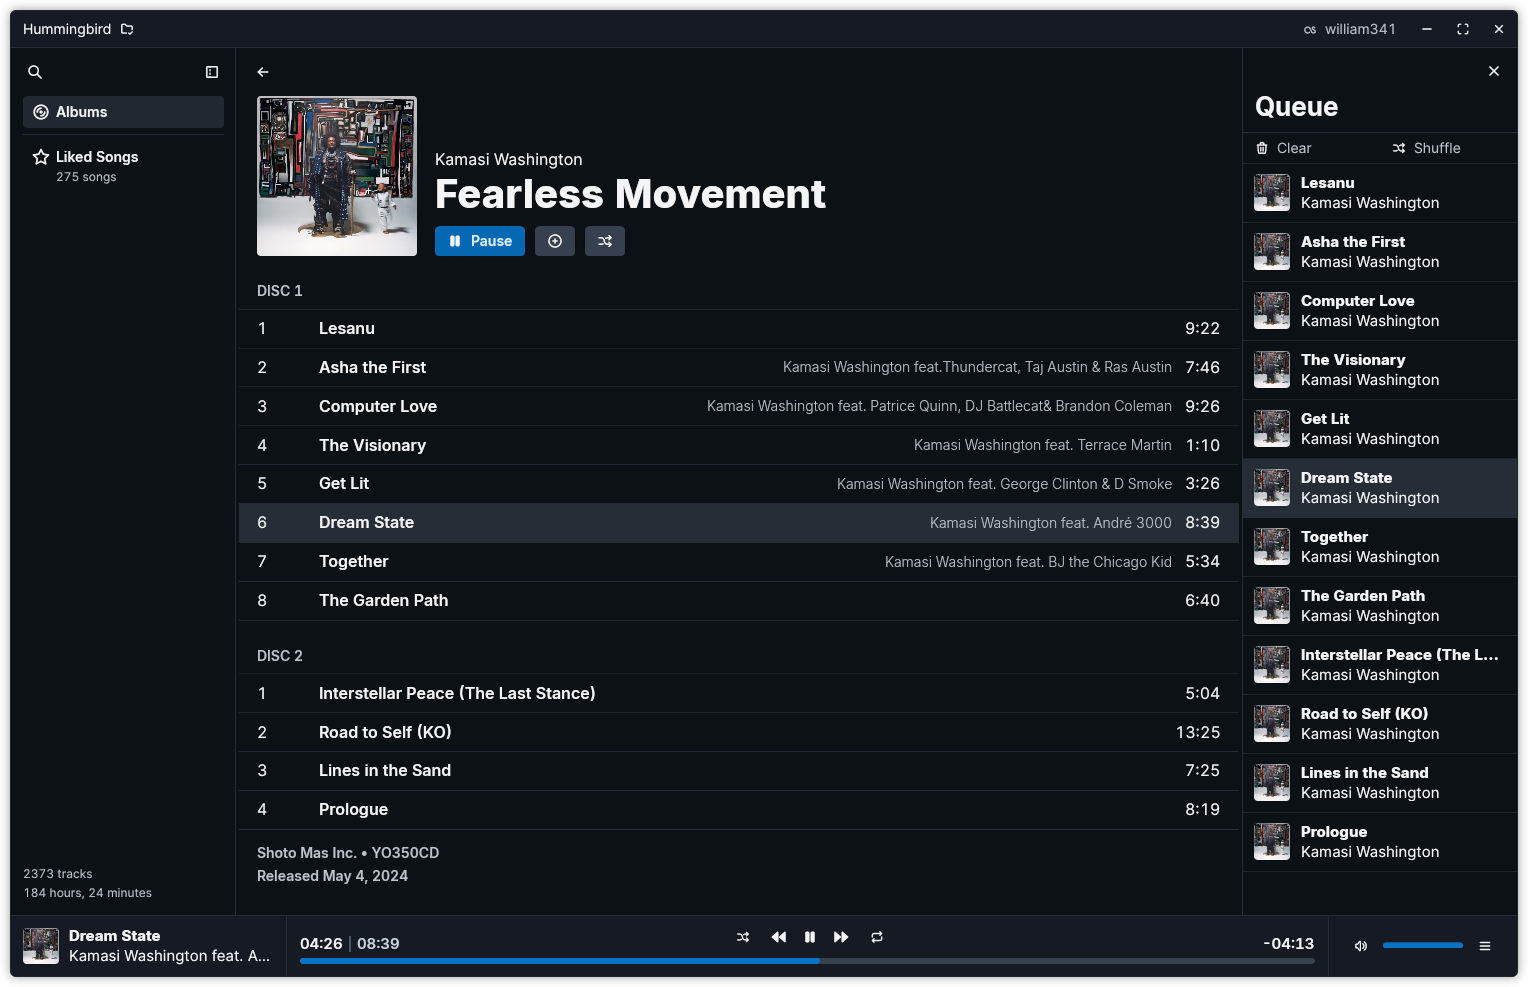 Hummingbird
william341
Albums
Liked Songs
275 songs
2373 tracks
184 hours, 24 minutes
Kamasi Washington
Fearless Movement
Pause
DISC 1
1 Lesanu 9:22
2 Asha the First Kamasi Washington feat.Thundercat, Taj Austin & Ras Austin 7:46
3 Computer Love Kamasi Washington feat. Patrice Quinn, DJ Battlecat& Brandon Coleman 9:26
4 The Visionary Kamasi Washington feat. Terrace Martin 1:10
5 Get Lit Kamasi Washington feat. George Clinton & D Smoke 3:26
6 Dream State Kamasi Washington feat. André 3000 8:39
7 Together Kamasi Washington feat. BJ the Chicago Kid 5:34
8 The Garden Path 6:40
DISC 2
1 Interstellar Peace (The Last Stance) 5:04
2 Road to Self (KO) 13:25
3 Lines in the Sand 7:25
4 Prologue 8:19
Shoto Mas Inc. • YO350CD
Released May 4, 2024
Queue
Clear Shuffle
Lesanu
Kamasi Washington
Asha the First
Kamasi Washington
Computer Love
Kamasi Washington
The Visionary
Kamasi Washington
Get Lit
Kamasi Washington
Dream State
Kamasi Washington
Together
Kamasi Washington
The Garden Path
Kamasi Washington
Interstellar Peace (The L...
Kamasi Washington
Road to Self (KO)
Kamasi Washington
Lines in the Sand
Kamasi Washington
Prologue
Kamasi Washington
Dream State
Kamasi Washington feat. A...
04:26 | 08:39
-04:13